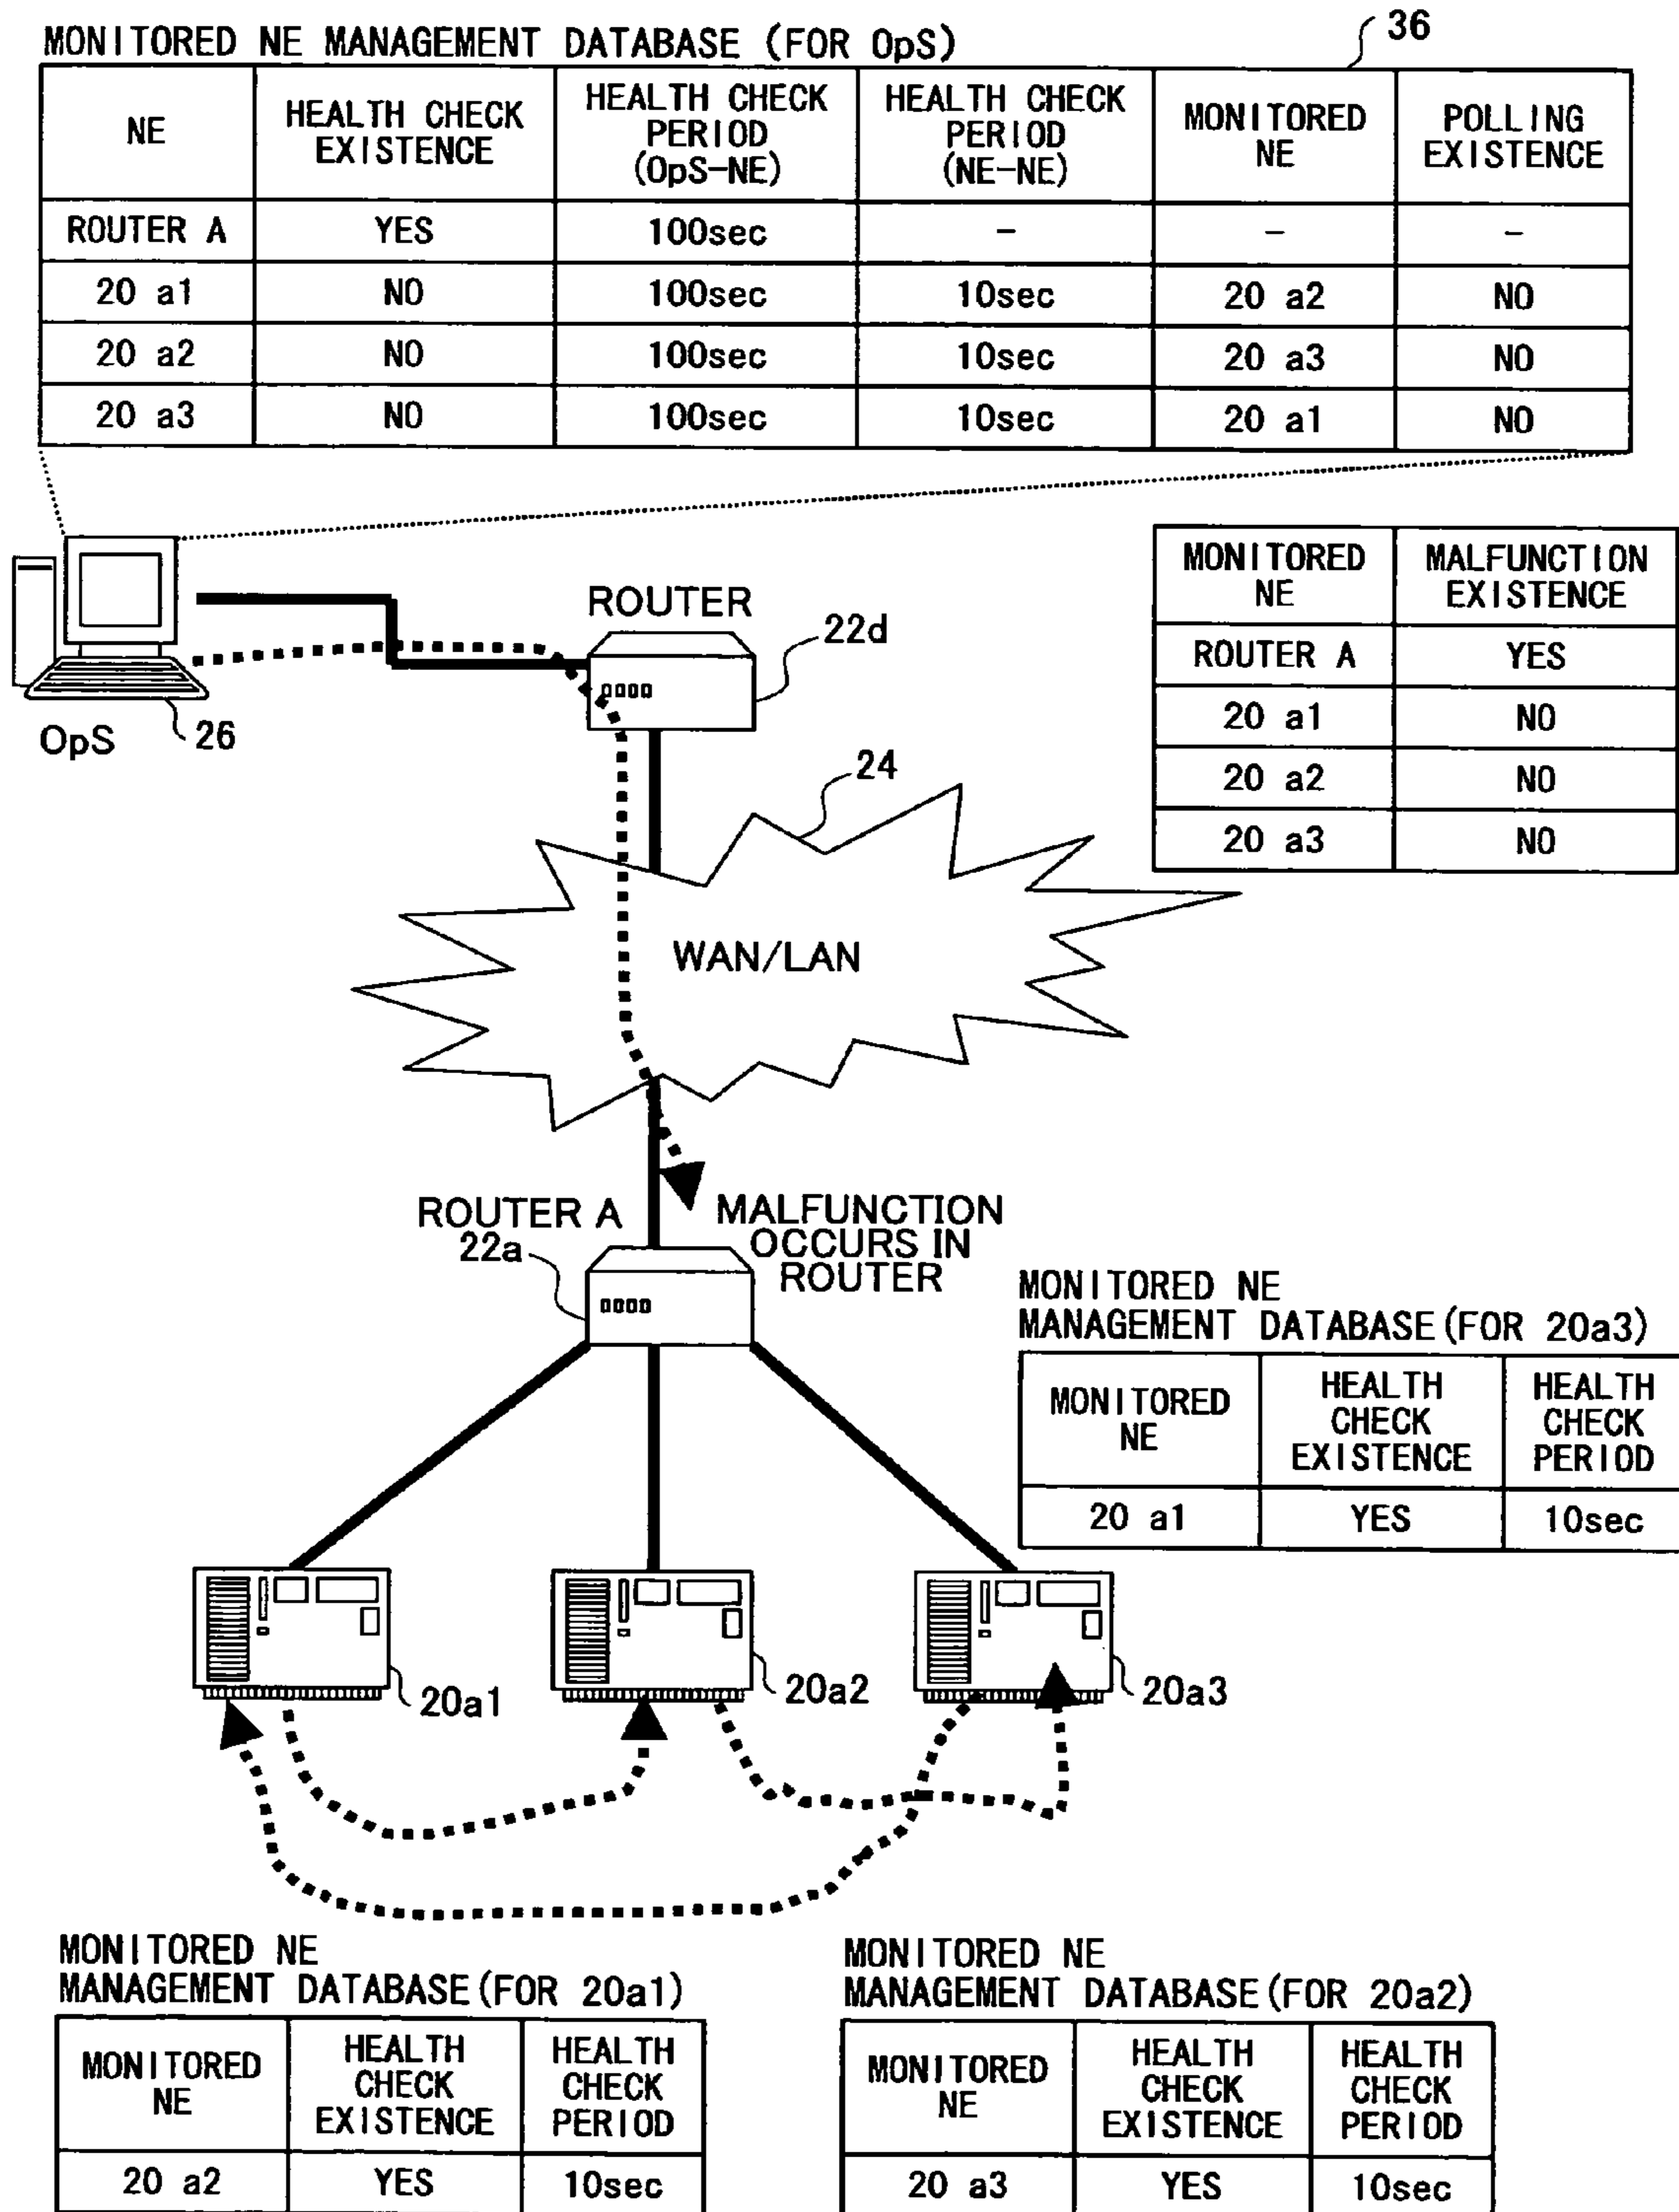 36
MONITORED NE MANAGEMENT DATABASE (FOR OpS)
NE
HEALTH CHECK
EXISTENCE
HEALTH CHECK
PERIOD
(OpS-NE)
HEALTH CHECK
PERIOD
(NE-NE)
MONITORED
NE
POLLING
EXISTENCE
ROUTER A YES 100sec - - -
20 a1 NO 100sec 10sec 20 a2 NO
20 a2 NO 100sec 10sec 20 a3 NO
20 a3 NO 100sec 10sec 20 a1 NO
MONITORED
NE
MALFUNCTION
EXISTENCE
ROUTER A YES
20 a1 NO
20 a2 NO
20 a3 NO
ROUTER
22d
OpS
26
24
WAN/LAN
ROUTER A
22a
MALFUNCTION
OCCURS IN
ROUTER
MONITORED NE
MANAGEMENT DATABASE(FOR 20a3)
MONITORED
NE
HEALTH
CHECK
EXISTENCE
HEALTH
CHECK
PERIOD
20 a1 YES 10sec
20a1
20a2
20a3
MONITORED NE
MANAGEMENT DATABASE(FOR 20a1)
MONITORED
NE
HEALTH
CHECK
EXISTENCE
HEALTH
CHECK
PERIOD
20 a2 YES 10sec
MONITORED NE
MANAGEMENT DATABASE(FOR 20a2)
MONITORED
NE
HEALTH
CHECK
EXISTENCE
HEALTH
CHECK
PERIOD
20 a3 YES 10sec